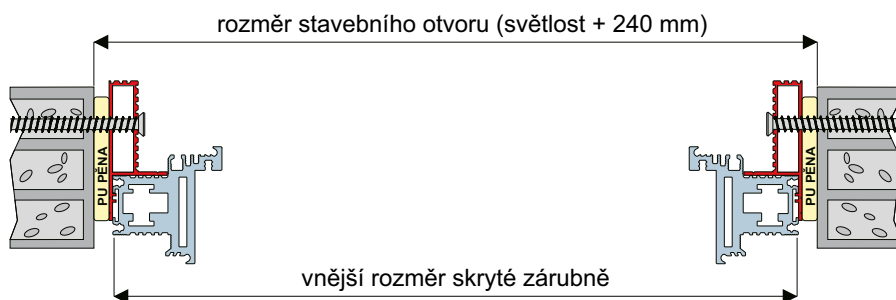 rozměr stavebního otvoru (světlost + 240 mm)
PU PĚNA
PU PĚNA
vnější rozměr skryté zárubně